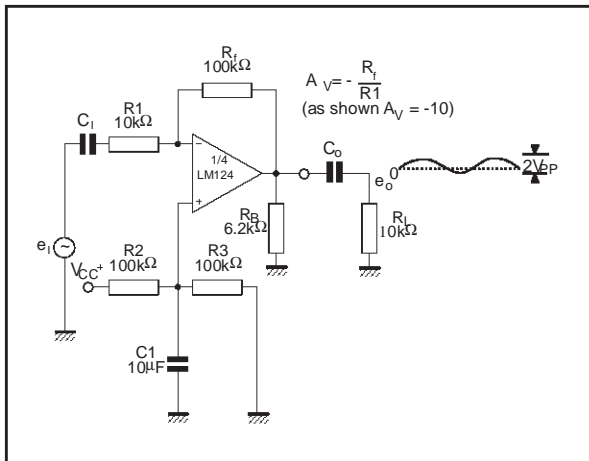 Rf
100kΩ
A V = - Rf
R1
(as shown AV = -10)
CI
R1
10kΩ
1/4
LM124
−
+
Co
eo
0
2VPP
RB
6.2kΩ
RL
10kΩ
eI
~
VCC+
R2
100kΩ
R3
100kΩ
C1
10μF